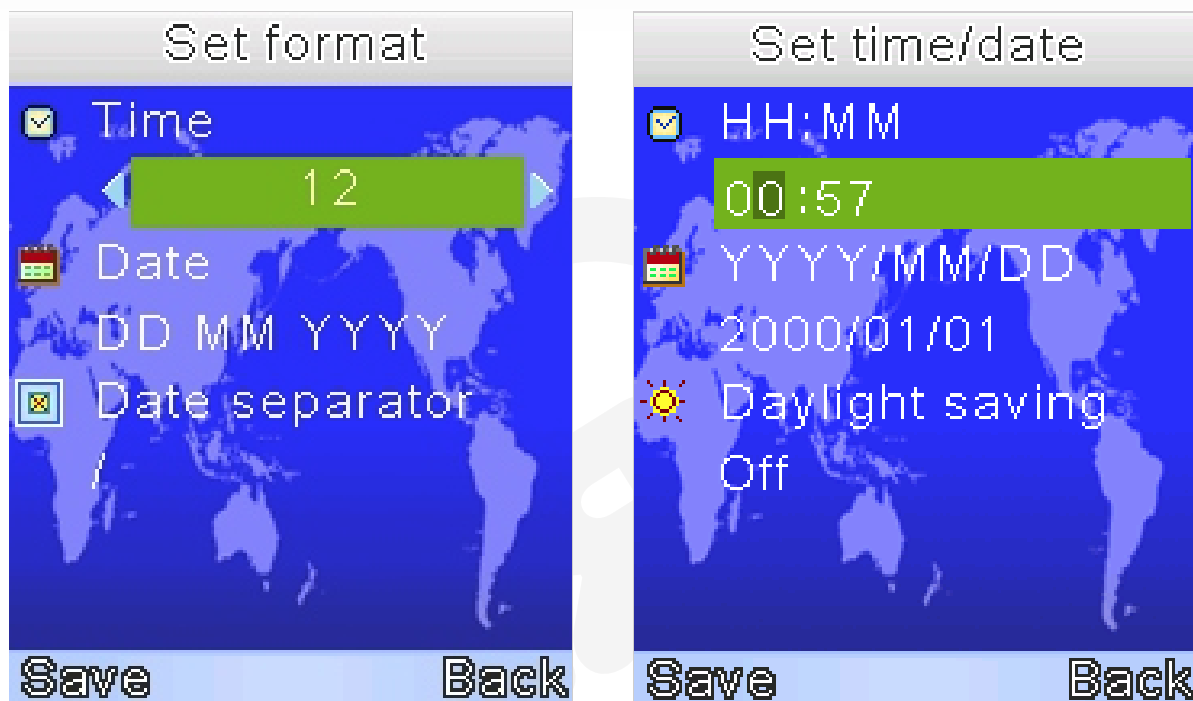 Set format
Time
12
Date
DD MM YYYY
Date separator
/
Save Back
Set time/date
HH:MM
00:57
YYYY/MM/DD
2000/01/01
Daylight saving
Off
Save Back